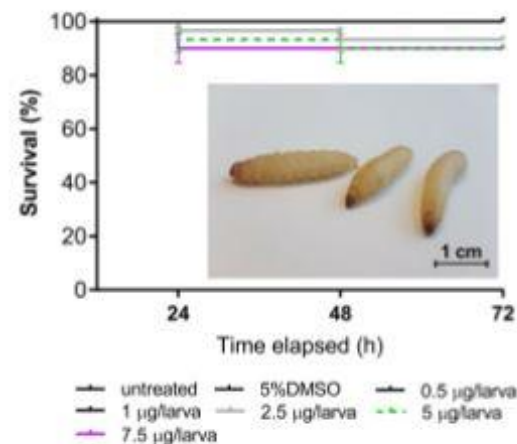 100
80
60
40
20
0
Survival (%)
1 cm
24 48 72
Time elapsed (h)
untreated 5%DMSO 0.5 µg/larva
1 µg/larva 2.5 µg/larva 5 µg/larva
7.5 µg/larva